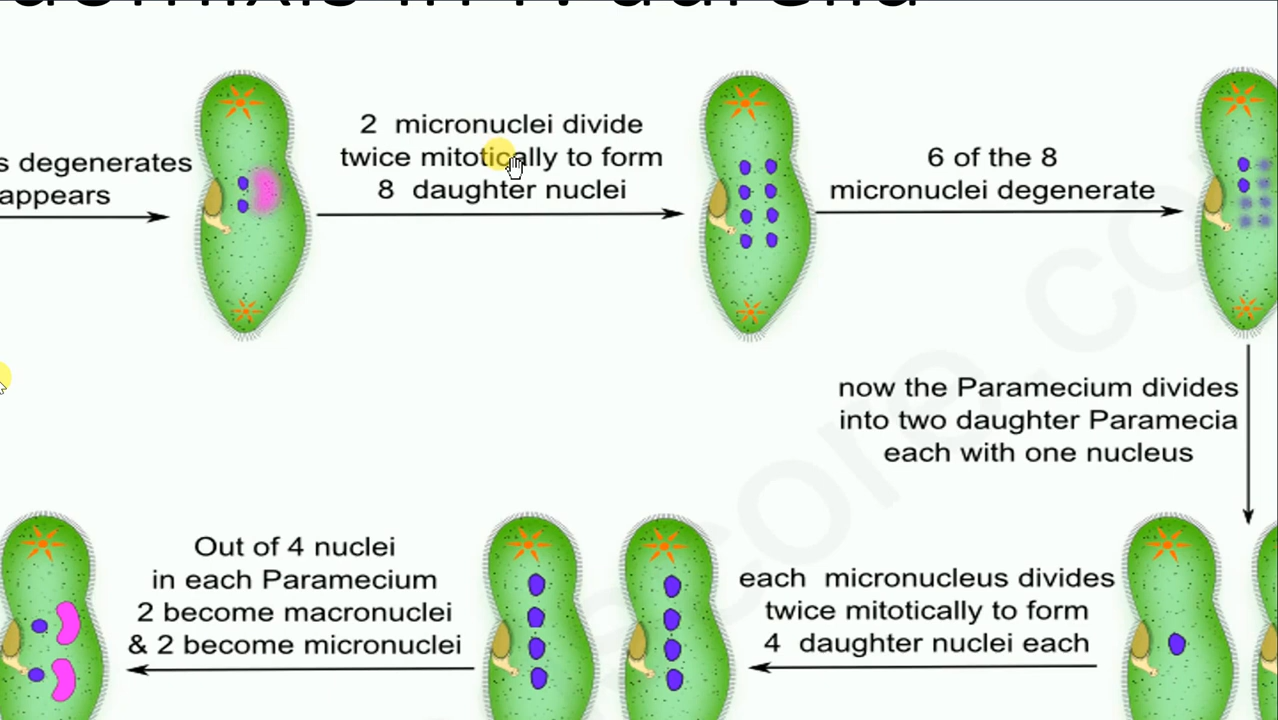 s degenerates
appears
2 micronuclei divide
twice mitotically to form
8 daughter nuclei
6 of the 8
micronuclei degenerate
now the Paramecium divides
into two daughter Paramecia
each with one nucleus
Out of 4 nuclei
in each Paramecium
2 become macronuclei
& 2 become micronuclei
each micronucleus divides
twice mitotically to form
4 daughter nuclei each
score.co